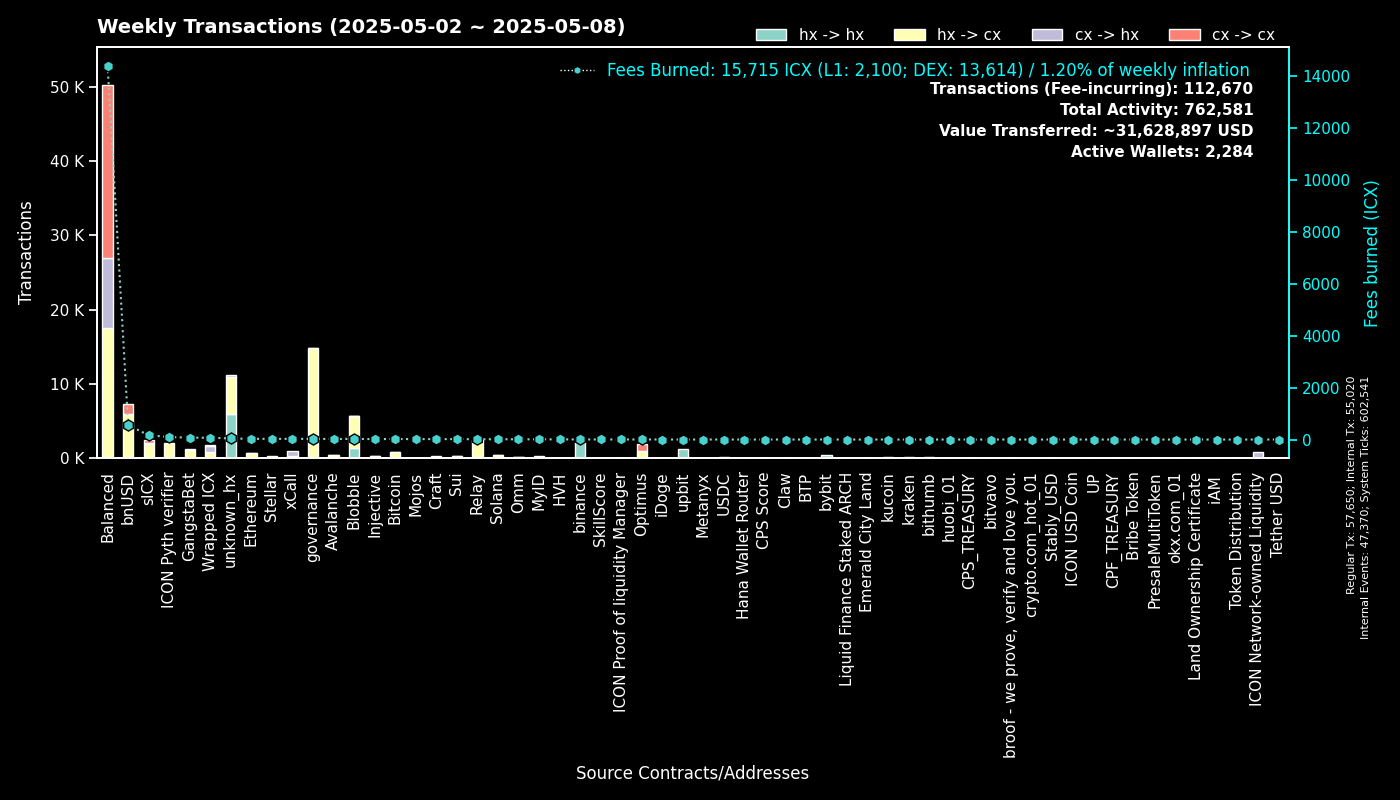 Weekly Transactions (2025-05-02 ~ 2025-05-08)
hx -> hx
hx -> cx
cx -> hx
cx -> cx
Fees Burned: 15,715 ICX (L1: 2,100; DEX: 13,614) / 1.20% of weekly inflation
Transactions (Fee-incurring): 112,670
Total Activity: 762,581
Value Transferred: ~31,628,897 USD
Active Wallets: 2,284
Transactions
50 K
40 K
30 K
20 K
10 K
0 K
14000
12000
10000
8000
6000
4000
2000
0
Fees burned (ICX)
Regular Tx: 57,650; Internal Tx: 55,020
Internal Events: 47,370; System Ticks: 602,541
Balanced
bnUSD
sICX
ICON Pyth verifier
GangstaBet
Wrapped ICX
unknown_hx
Ethereum
Stellar
xCall
governance
Avalanche
Blobble
Injective
Bitcoin
Mojos
Craft
Sui
Relay
Solana
Omm
MyID
HVH
binance
SkillScore
ICON Proof of liquidity Manager
Optimus
iDoge
upbit
Metanyx
USDC
Hana Wallet Router
CPS Score
Claw
BTP
bybit
Liquid Finance Staked ARCH
Emerald City Land
kucoin
kraken
bithumb
huobi_01
CPS_TREASURY
bitvavo
broof - we prove, verify and love you.
crypto.com_hot_01
Stably_USD
ICON USD Coin
UP
CPF_TREASURY
Bribe Token
PresaleMultiToken
okx.com_01
Land Ownership Certificate
iAM
Token Distribution
ICON Network-owned Liquidity
Tether USD
Source Contracts/Addresses